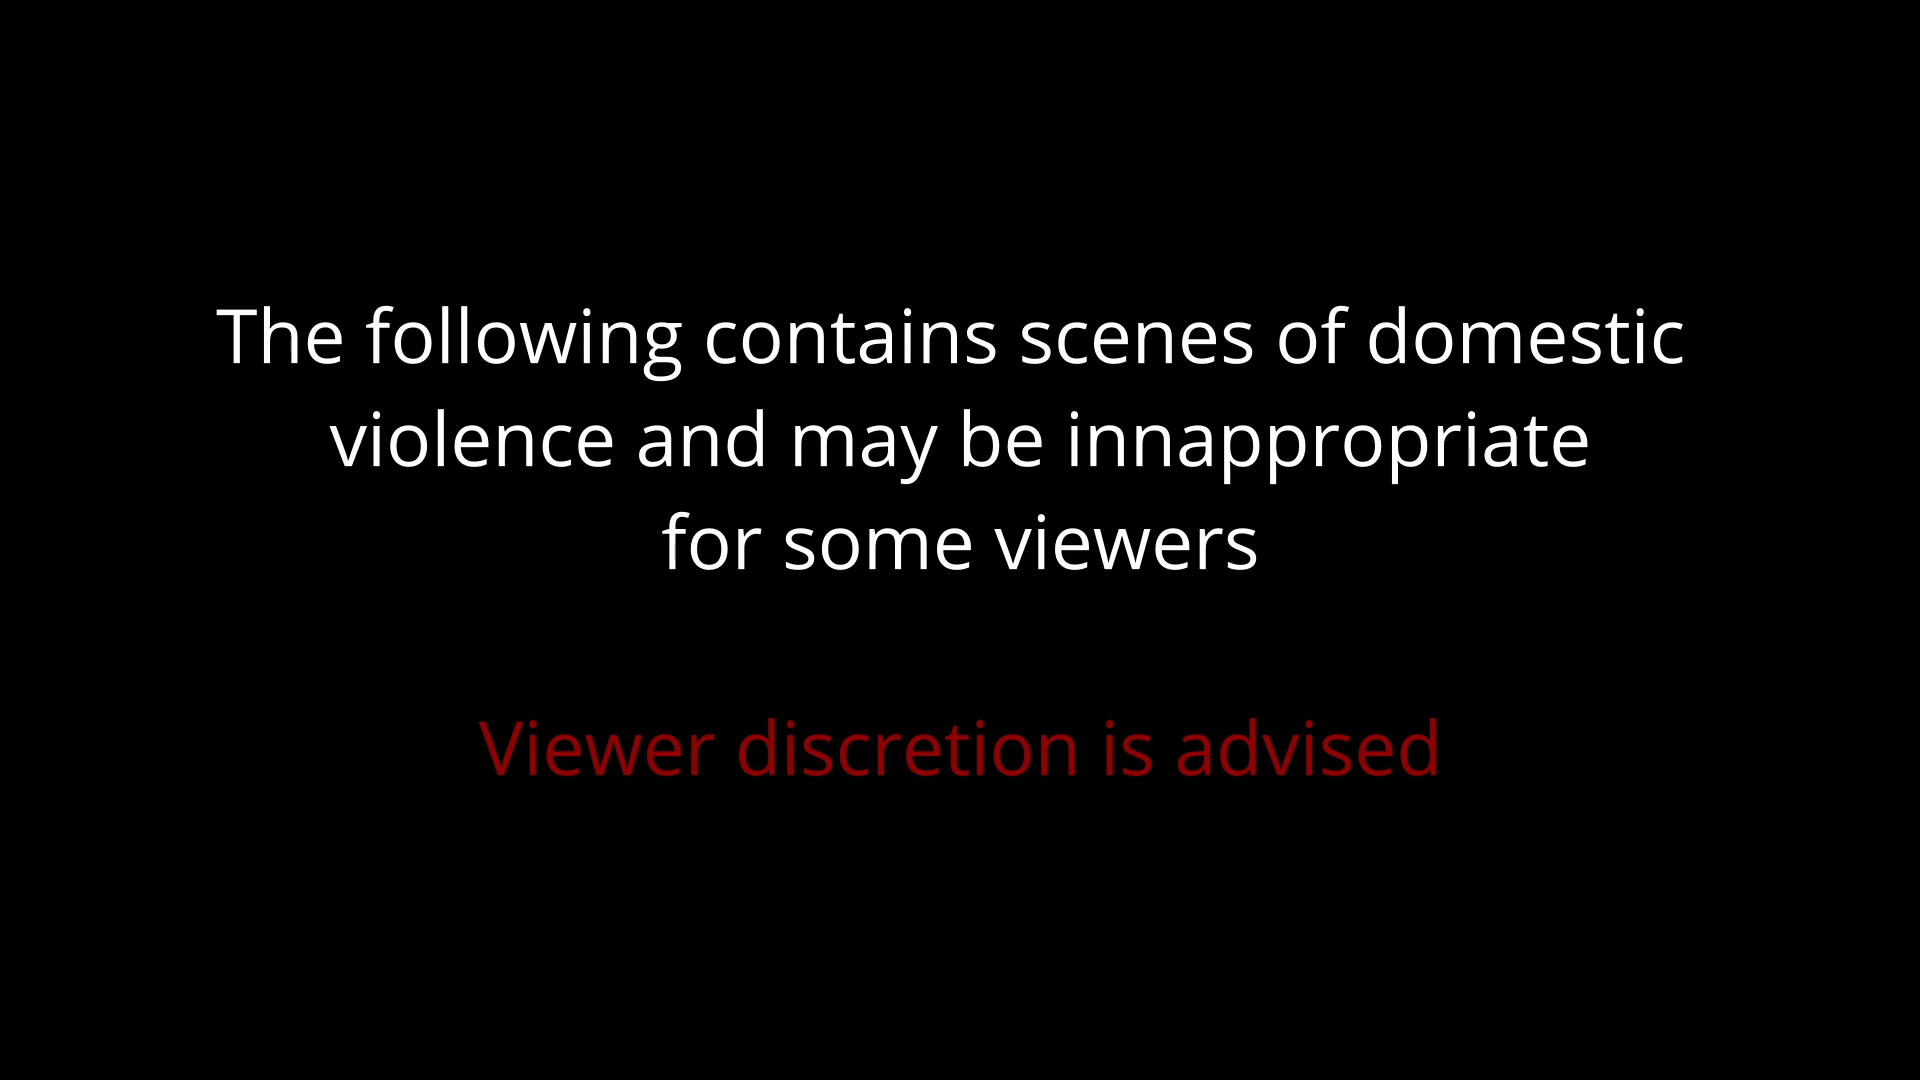 The following contains scenes of domestic
violence and may be innappropriate
for some viewers
Viewer discretion is advised